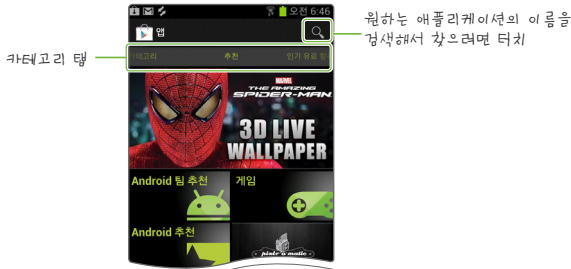 오전 6:46
앱
원하는 애플리케이션의 이름을
검색해서 찾으려면 터치
카테고리 탭
테고리 추천 인기 유료
MARVEL
THE AMAZING
SPIDER-MAN
3D LIVE
WALLPAPER
Android 팀 추천 게임
Android 추천
pixlr-o-matic